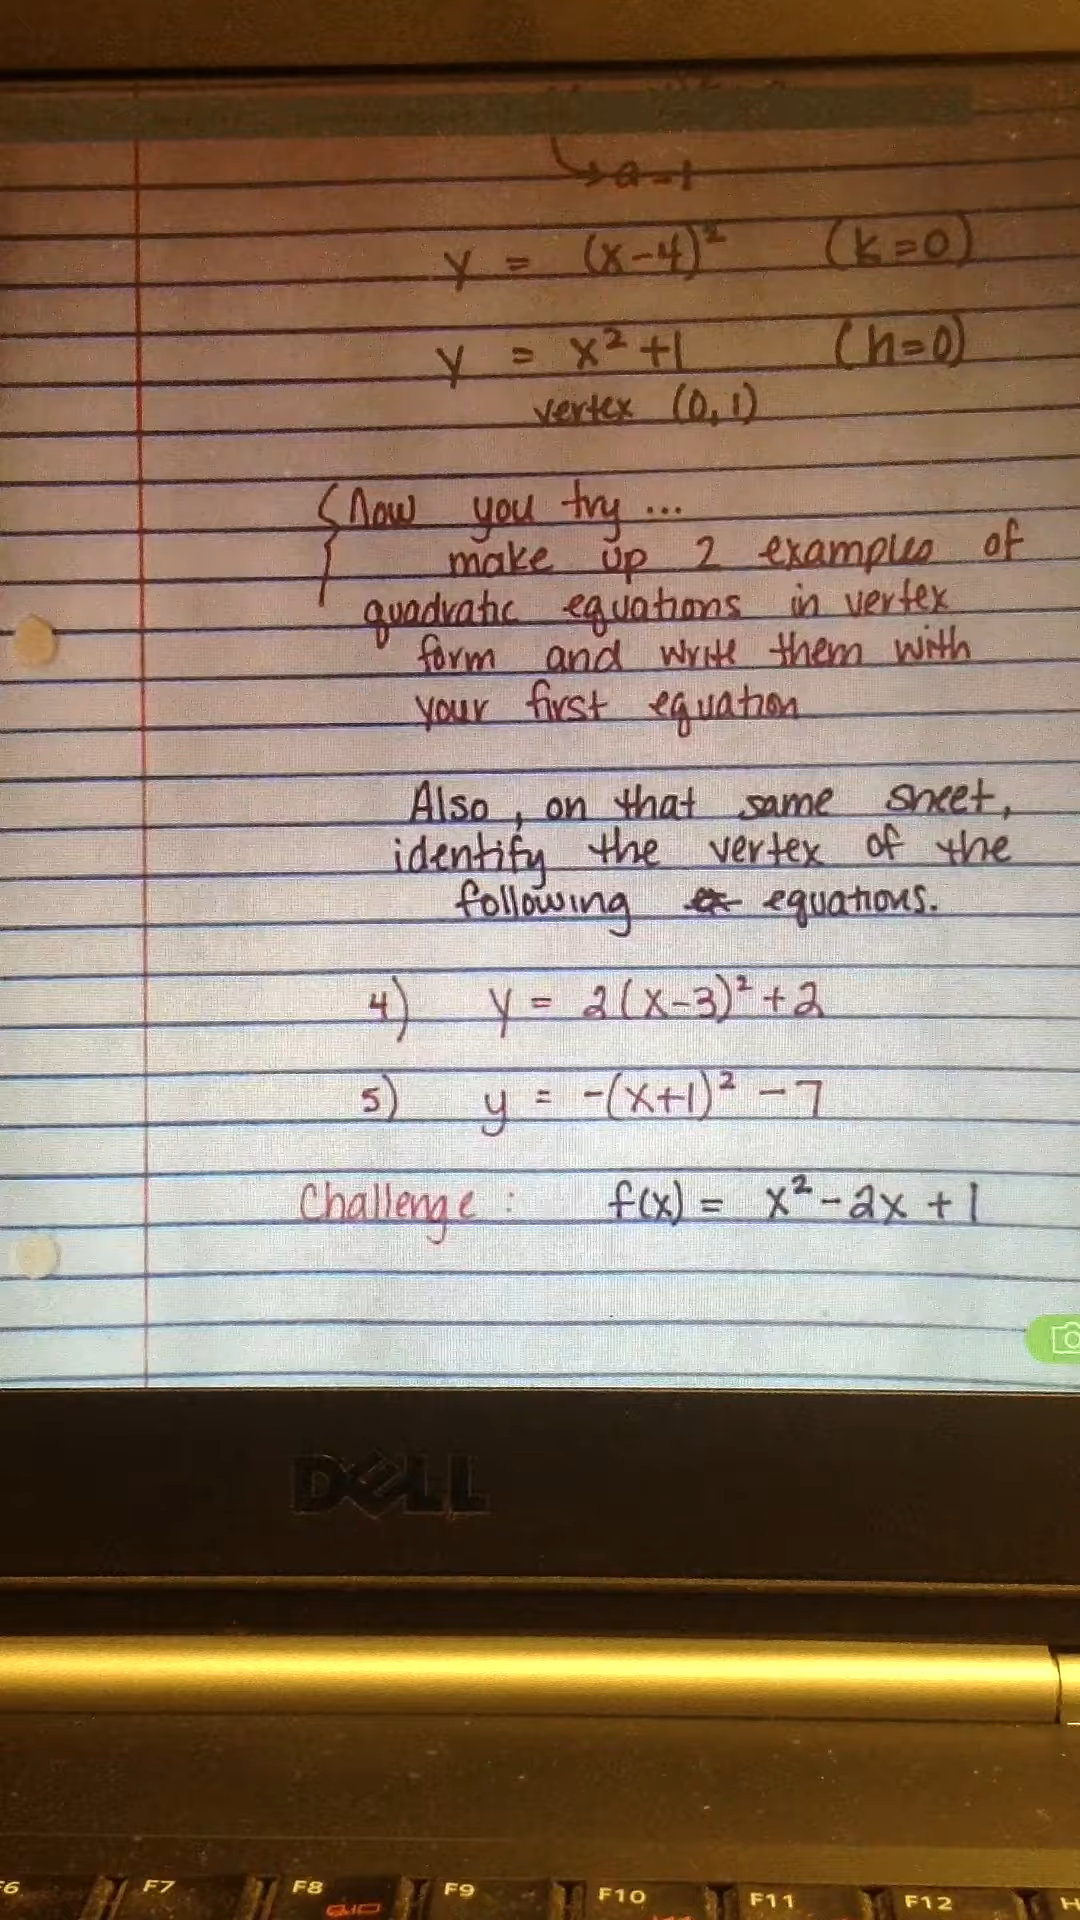 a=1
y = (x-4)² (k=0)
y = x² +1 (h=0)
vertex (0,1)
Now you try ...
make up 2 examples of
quadratic equations in vertex
form and write them with
your first equation
Also, on that same sheet,
identify the vertex of the
following equations.
4) y = 2(x-3)² +2
5) y = -(x+1)² -7
Challenge : f(x) = x² -2x +1
DELL
F6 F7 F8 F9 F10 F11 F12 H